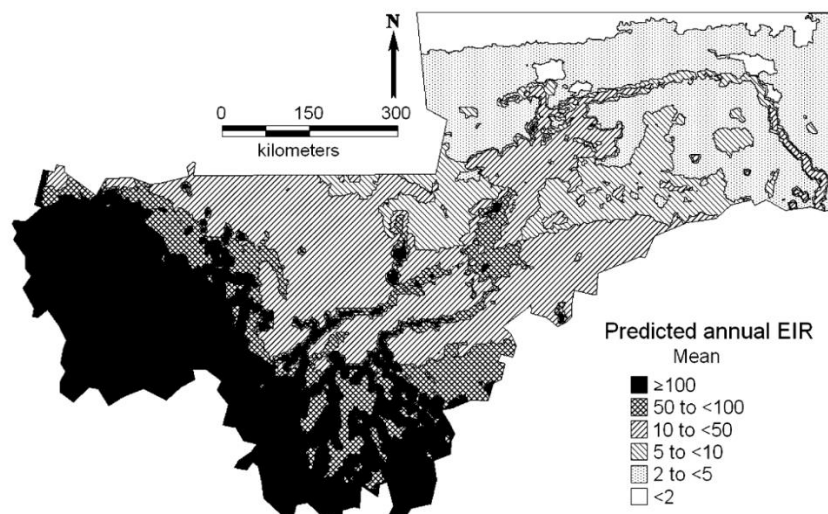 N
0 150 300
kilometers
Predicted annual EIR
Mean
≥100
50 to <100
10 to <50
5 to <10
2 to <5
<2